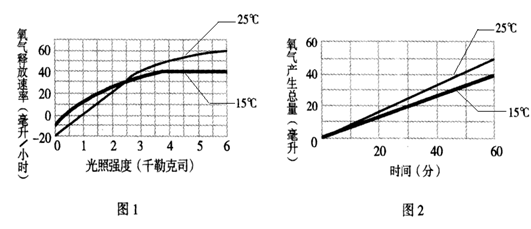 氧气释放速率（毫升/小时）
60
40
20
0
-20
25℃
15℃
0 1 2 3 4 5 6
光照强度（千勒克司）
图1
氧气产生总量（毫升）
60
40
20
0
25℃
15℃
20 40 60
时间（分）
图2